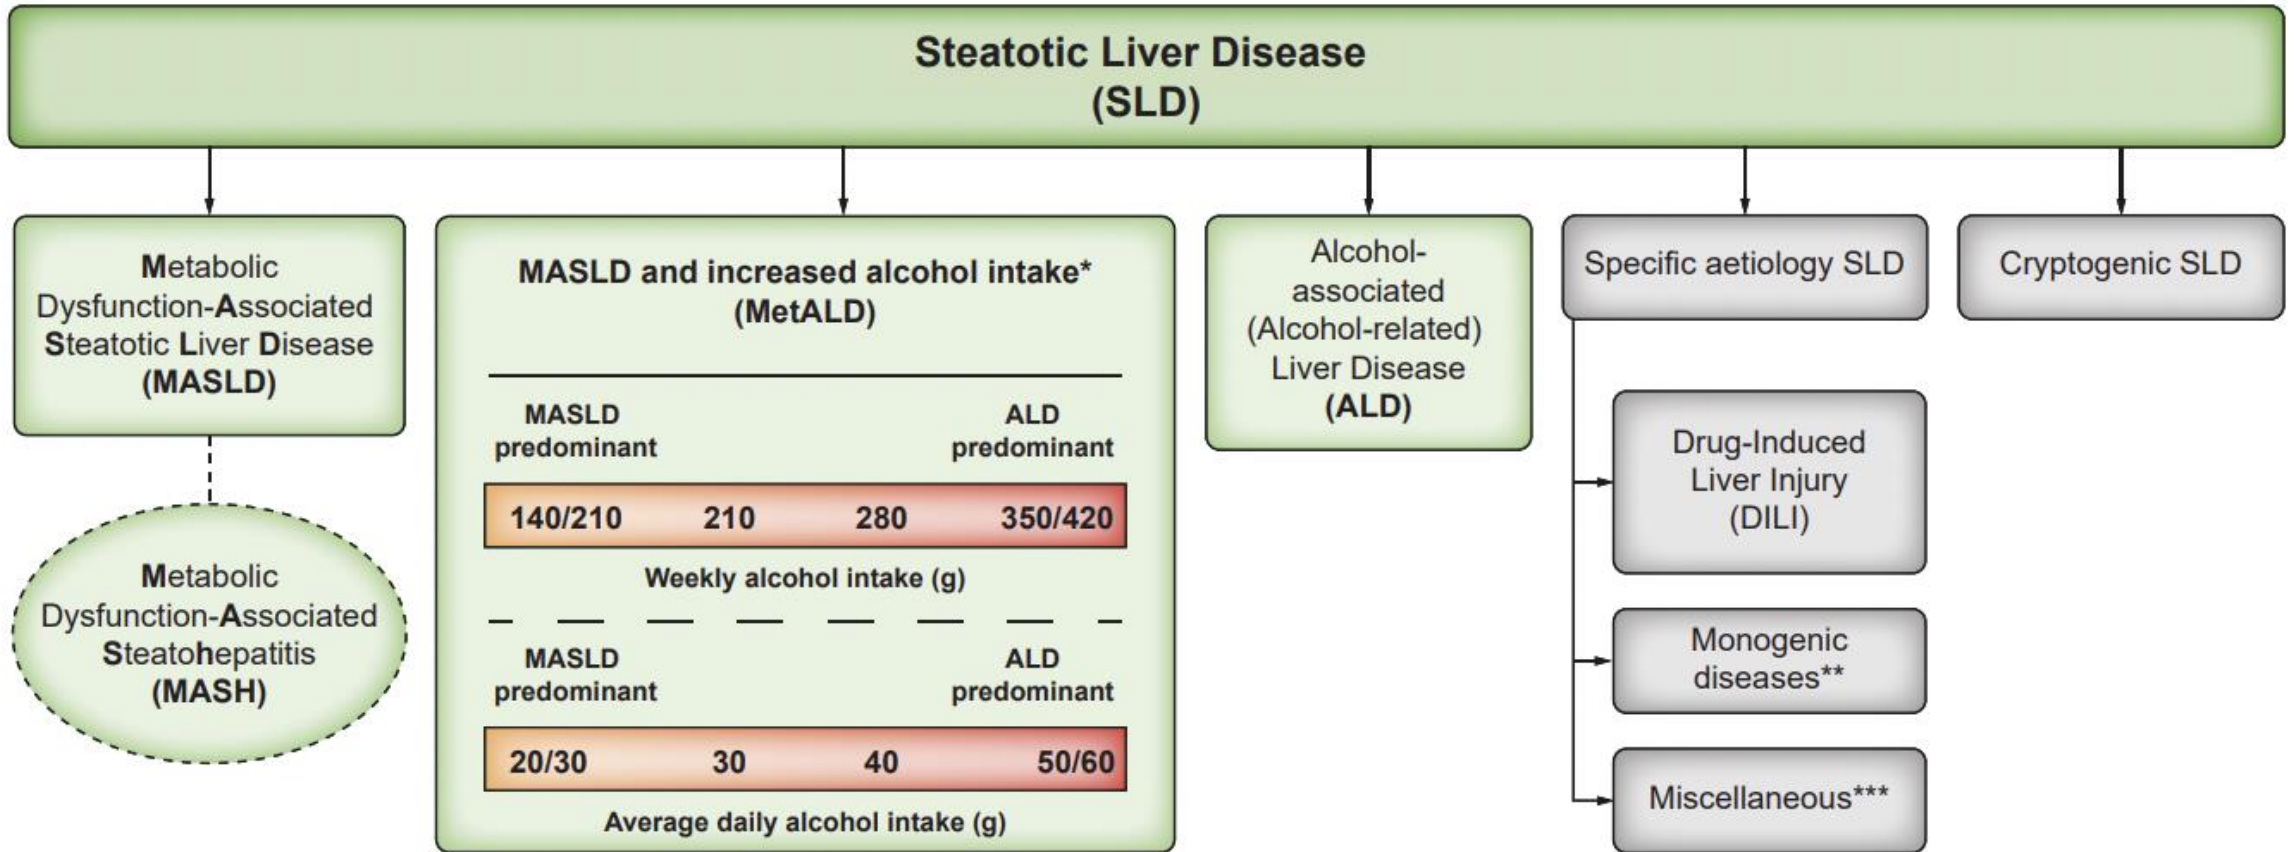 Steatotic Liver Disease
(SLD)
Metabolic
Dysfunction-Associated
Steatotic Liver Disease
(MASLD)
Metabolic
Dysfunction-Associated
Steatohepatitis
(MASH)
MASLD and increased alcohol intake*
(MetALD)
MASLD
predominant
ALD
predominant
140/210 210 280 350/420
Weekly alcohol intake (g)
MASLD
predominant
ALD
predominant
20/30 30 40 50/60
Average daily alcohol intake (g)
Alcohol-
associated
(Alcohol-related)
Liver Disease
(ALD)
Specific aetiology SLD
Drug-Induced
Liver Injury
(DILI)
Monogenic
diseases**
Miscellaneous***
Cryptogenic SLD